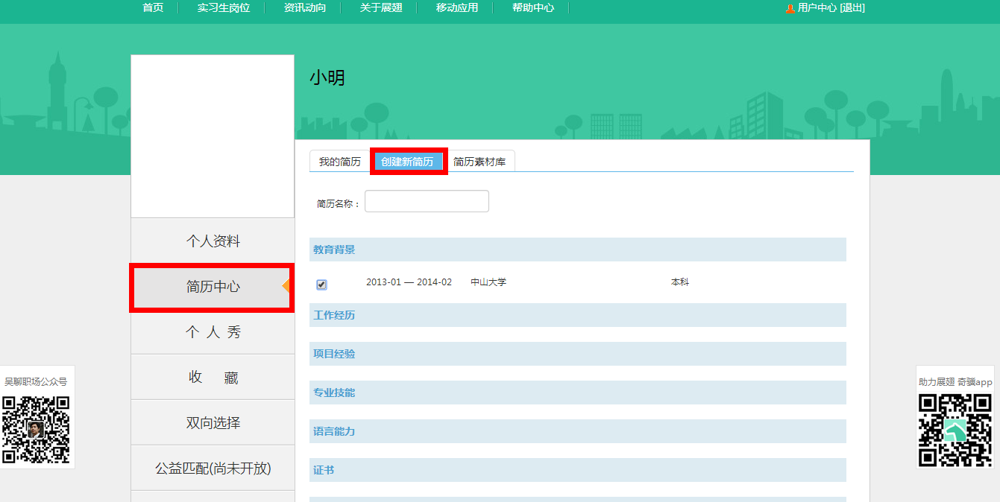 首页 实习生岗位 资讯动向 关于展翅 移动应用 帮助中心 用户中心 [退出]
小明
我的简历 创建新简历 简历素材库
简历名称：
教育背景
2013-01 — 2014-02 中山大学 本科
工作经历
项目经验
专业技能
语言能力
证书
个人资料
简历中心
个 人 秀
收 藏
双向选择
公益匹配(尚未开放)
吴聊职场公众号
助力展翅 奇骥app